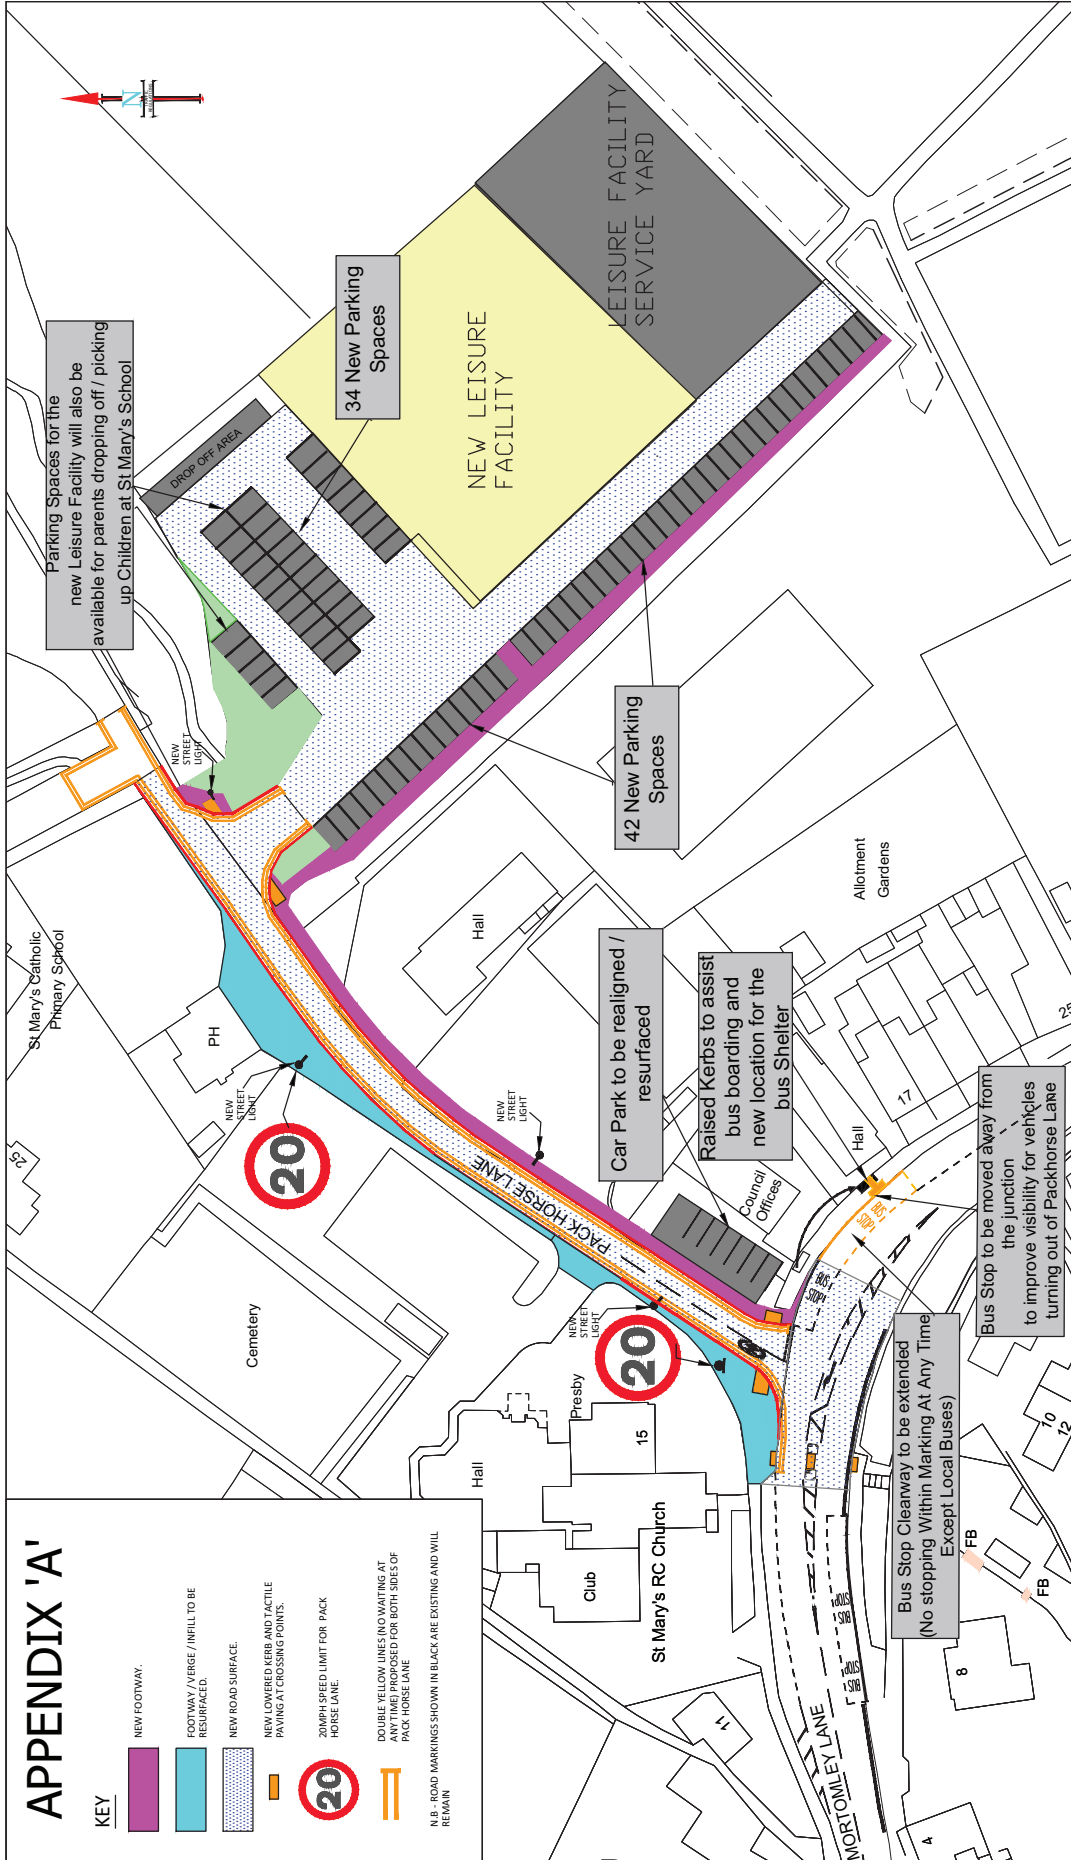 APPENDIX 'A'
KEY
NEW FOOTWAY.
FOOTWAY / VERGE / INFILL TO BE
RESURFACED.
NEW ROAD SURFACE.
NEW LOWERED KERB AND TACTILE
PAVING AT CROSSING POINTS.
20
20MPH SPEED LIMIT FOR PACK
HORSE LANE.
DOUBLE YELLOW LINES (NO WAITING AT
ANY TIME) PROPOSED FOR BOTH SIDES OF
PACK HORSE LANE
N.B - ROAD MARKINGS SHOWN IN BLACK ARE EXISTING AND WILL
REMAIN
N
Parking Spaces for the
new Leisure Facility will also be
available for parents dropping off / picking
up Children at St Mary's School
34 New Parking
Spaces
DROP OFF AREA
NEW LEISURE
FACILITY
LEISURE FACILITY
SERVICE YARD
42 New Parking
Spaces
NEW
STREET
LIGHT
St Mary's Catholic
Primary School
PH
25
NEW
STREET
LIGHT
20
Hall
NEW
STREET
LIGHT
PACK HORSE LANE
Cemetery
NEW
STREET
LIGHT
20
Car Park to be realigned /
resurfaced
Raised Kerbs to assist
bus boarding and
new location for the
bus Shelter
Allotment
Gardens
Council
Offices
Hall
17
25
BUS
STOP
BUS
STOP
Bus Stop to be moved away from
the junction
to improve visibility for vehicles
turning out of Packhorse Lane
Bus Stop Clearway to be extended
(No stopping Within Marking At Any Time
Except Local Buses)
Presby
Hall
15
Club
St Mary's RC Church
11
BUS
STOP
BUS
STOP
MORTOMLEY LANE
FB
FB
10
12
8
4